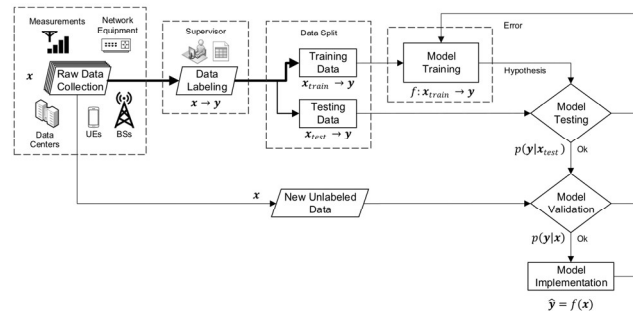 Measurements
Network
Equipment
x
Raw Data
Collection
Data
Centers
UEs
BSs
Supervisor
Data
Labeling
x → y
Data Split
Training
Data
x_train → y
Testing
Data
x_test → y
Model
Training
f: x_train → y
Error
Hypothesis
Model
Testing
p(y|x_test)
Ok
x
New Unlabeled
Data
Model
Validation
p(y|x)
Ok
Model
Implementation
ŷ = f(x)